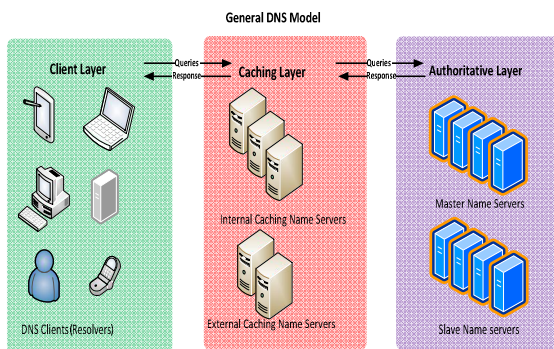 General DNS Model
Client Layer
Queries
Response
Caching Layer
Queries
Response
Authoritative Layer
Internal Caching Name Servers
Master Name Servers
DNS Clients (Resolvers)
External Caching Name Servers
Slave Name servers